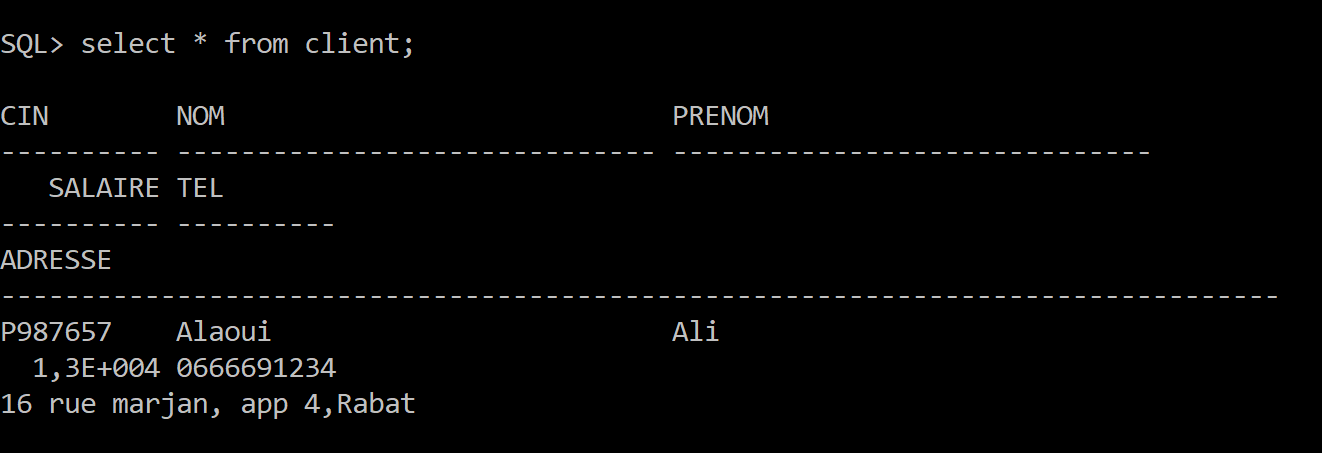 SQL> select * from client;
CIN        NOM                            PRENOM
---------- ------------------------------ ------------------------------
   SALAIRE TEL
---------- ----------
ADRESSE
--------------------------------------------------------------------------------
P987657    Alaoui                         Ali
  1,3E+004 0666691234
16 rue marjan, app 4,Rabat